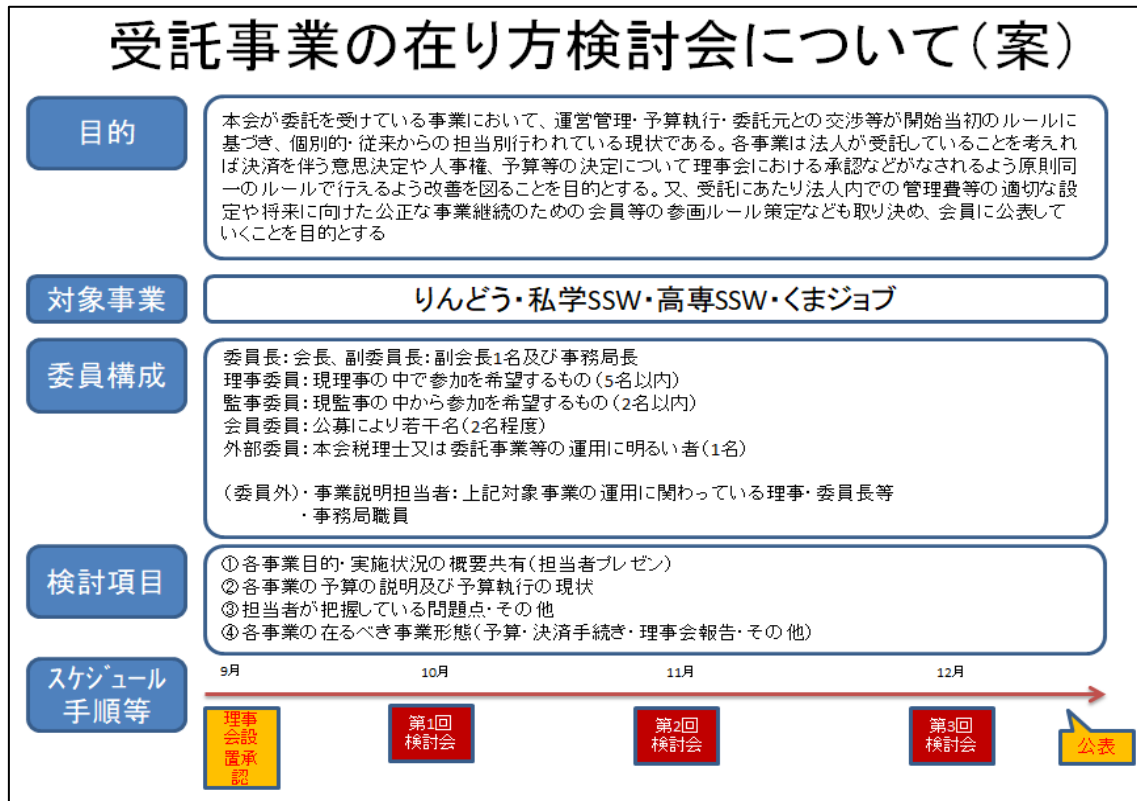 受託事業の在り方検討会について(案)
目的
本会が委託を受けている事業において、運営管理・予算執行・委託元との交渉等が開始当初のルールに
基づき、個別的・従来からの担当別行われている現状である。各事業は法人が受託していることを考えれ
ば決済を伴う意思決定や人事権、予算等の決定について理事会における承認などがなされるよう原則同
一のルールで行えるよう改善を図ることを目的とする。又、受託にあたり法人内での管理費等の適切な設
定や将来に向けた公正な事業継続のための会員等の参画ルール策定なども取り決め、会員に公表して
いくことを目的とする
対象事業
りんどう・私学SSW・高専SSW・くまジョブ
委員構成
委員長:会長、副委員長:副会長1名及び事務局長
理事委員:現理事の中で参加を希望するもの(5名以内)
監事委員:現監事の中から参加を希望するもの(2名以内)
会員委員:公募により若干名(2名程度)
外部委員:本会税理士又は委託事業等の運用に明るい者(1名)
(委員外)・事業説明担当者:上記対象事業の運用に関わっている理事・委員長等
・事務局職員
検討項目
①各事業目的・実施状況の概要共有(担当者プレゼン)
②各事業の予算の説明及び予算執行の現状
③担当者が把握している問題点・その他
④各事業の在るべき事業形態(予算・決済手続き・理事会報告・その他)
スケジュール
手順等
9月
10月
11月
12月
理事
会設
置承
認
第1回
検討会
第2回
検討会
第3回
検討会
公表